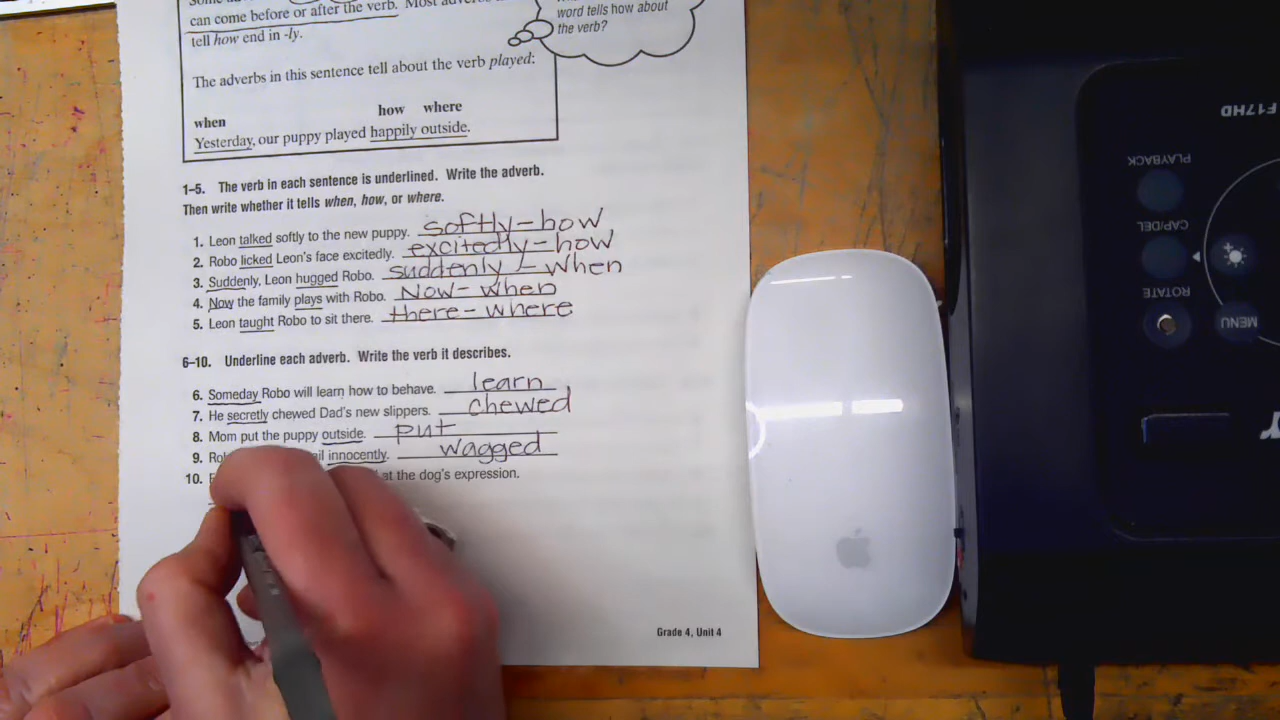 can come before or after the verb. Most
tell how end in -ly.
word tells how about
the verb?
The adverbs in this sentence tell about the verb played:
when how where
Yesterday, our puppy played happily outside.
1–5. The verb in each sentence is underlined. Write the adverb.
Then write whether it tells when, how, or where.
1. Leon talked softly to the new puppy. softly-how
2. Robo licked Leon's face excitedly. excitedly-how
3. Suddenly, Leon hugged Robo. suddenly - when
4. Now the family plays with Robo. Now- when
5. Leon taught Robo to sit there. there- where
6–10. Underline each adverb. Write the verb it describes.
6. Someday Robo will learn how to behave. learn
7. He secretly chewed Dad's new slippers. chewed
8. Mom put the puppy outside. put
9. innocently. wagged
10. at the dog's expression.
Grade 4, Unit 4
F17HD
PLAYBACK
CAP/DEL
ROTATE
MENU